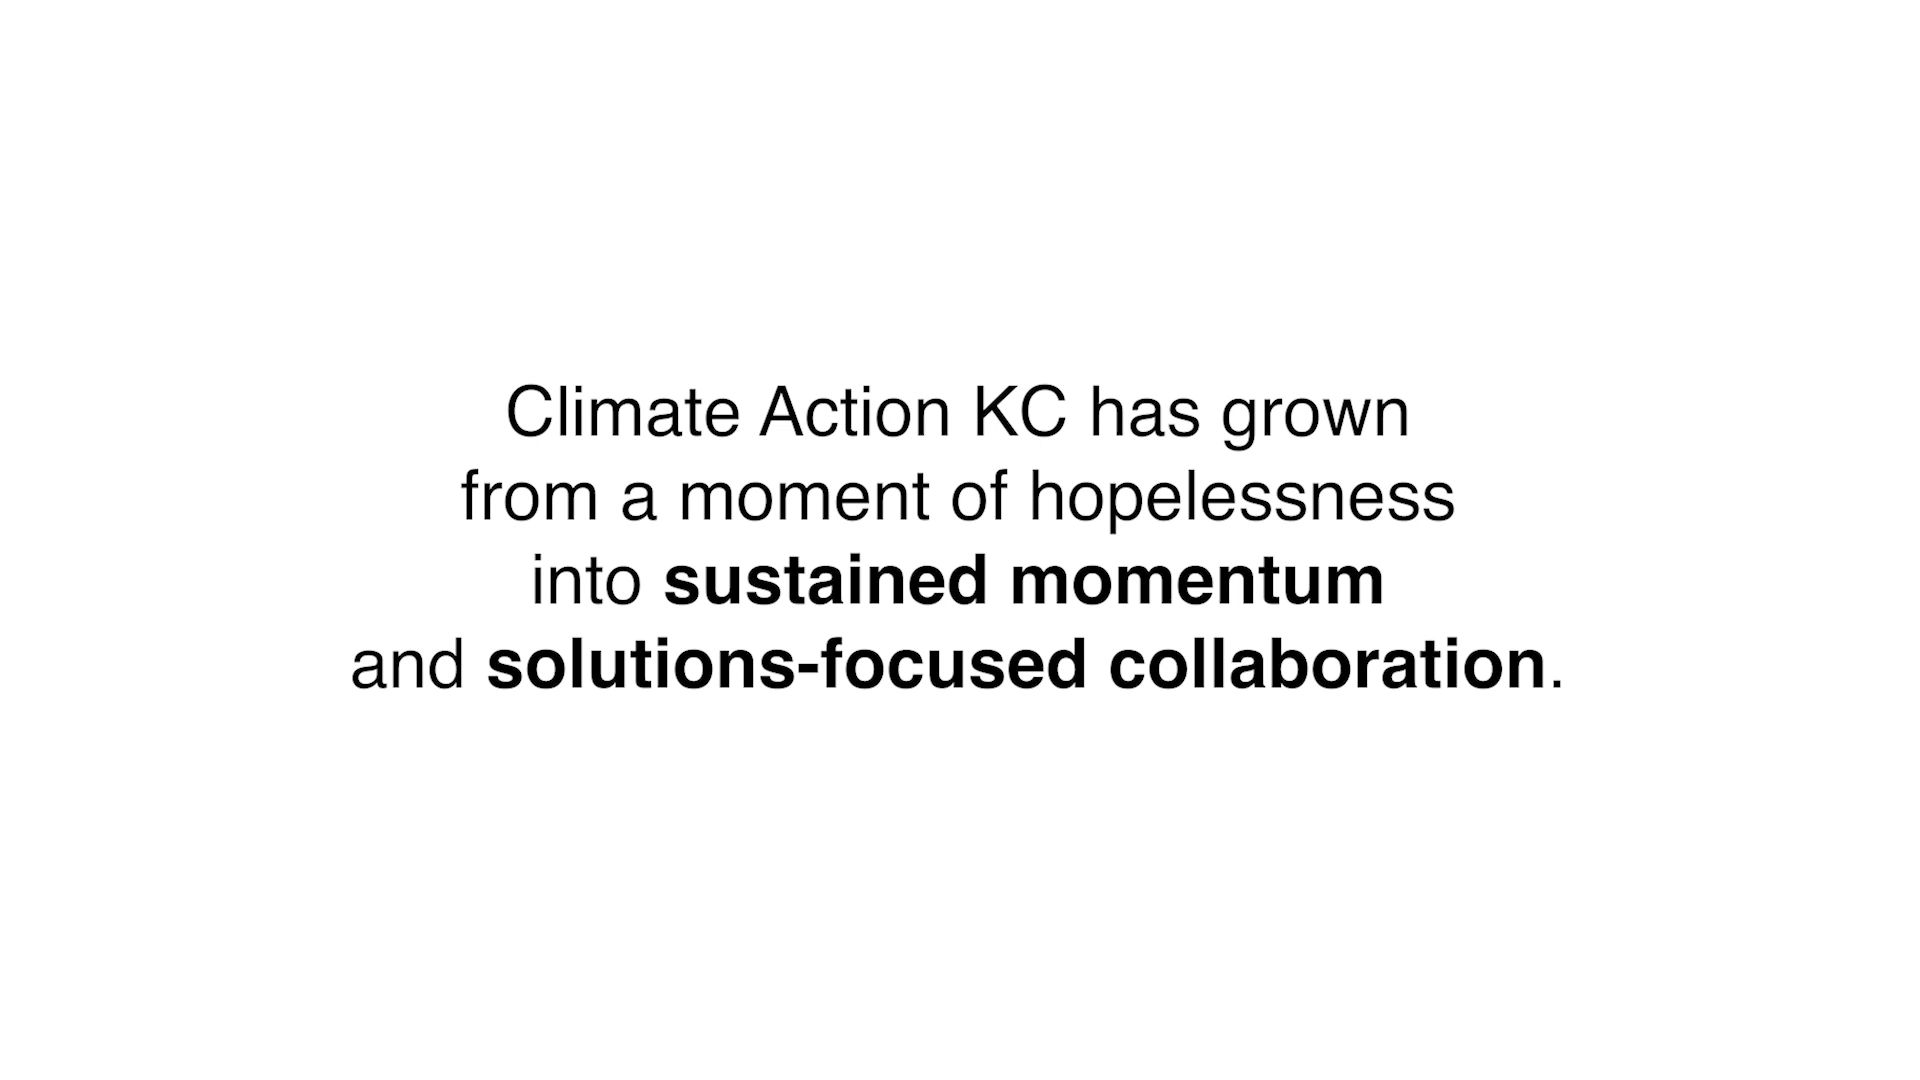 Climate Action KC has grown
from a moment of hopelessness
into sustained momentum
and solutions-focused collaboration.